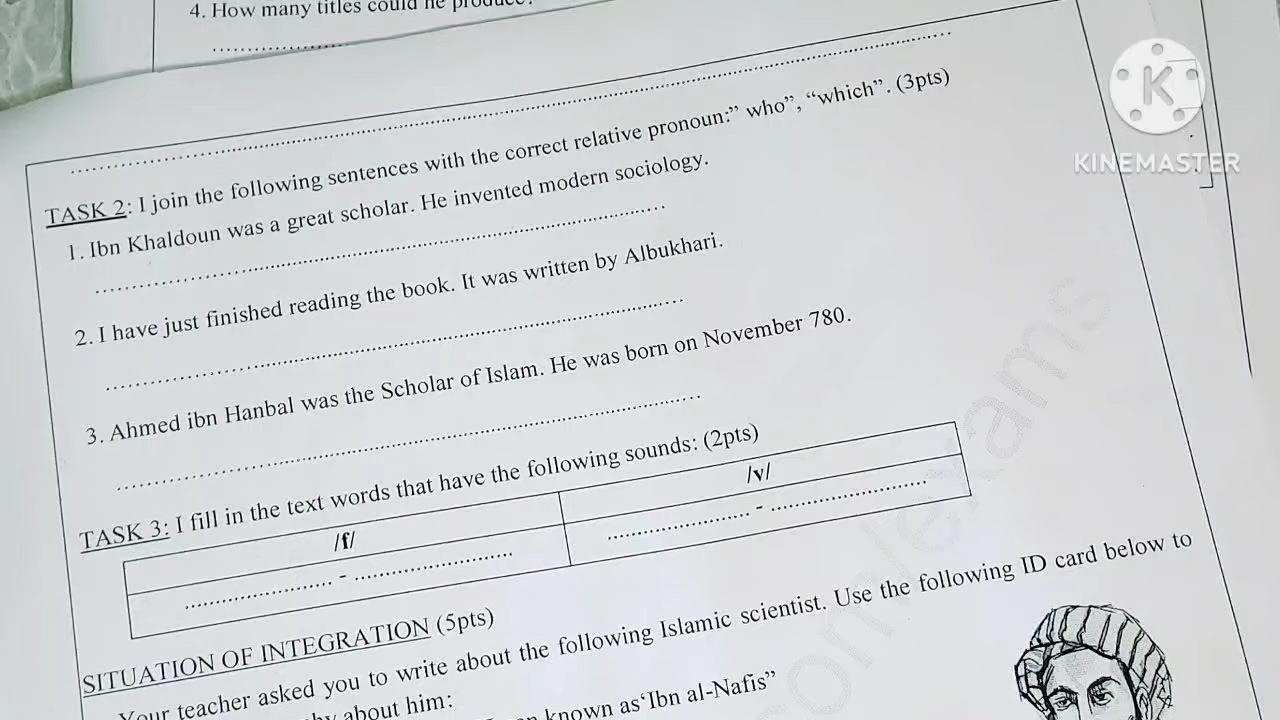 4. How many titles could he produce?
KINEMASTER
TASK 2: I join the following sentences with the correct relative pronoun:” who”, “which”. (3pts)
1. Ibn Khaldoun was a great scholar. He invented modern sociology.
2. I have just finished reading the book. It was written by Albukhari.
3. Ahmed ibn Hanbal was the Scholar of Islam. He was born on November 780.
TASK 3: I fill in the text words that have the following sounds: (2pts)
/f/ /v/
SITUATION OF INTEGRATION (5pts)
Your teacher asked you to write about the following Islamic scientist. Use the following ID card below to
about him:
known as‘Ibn al-Nafis”